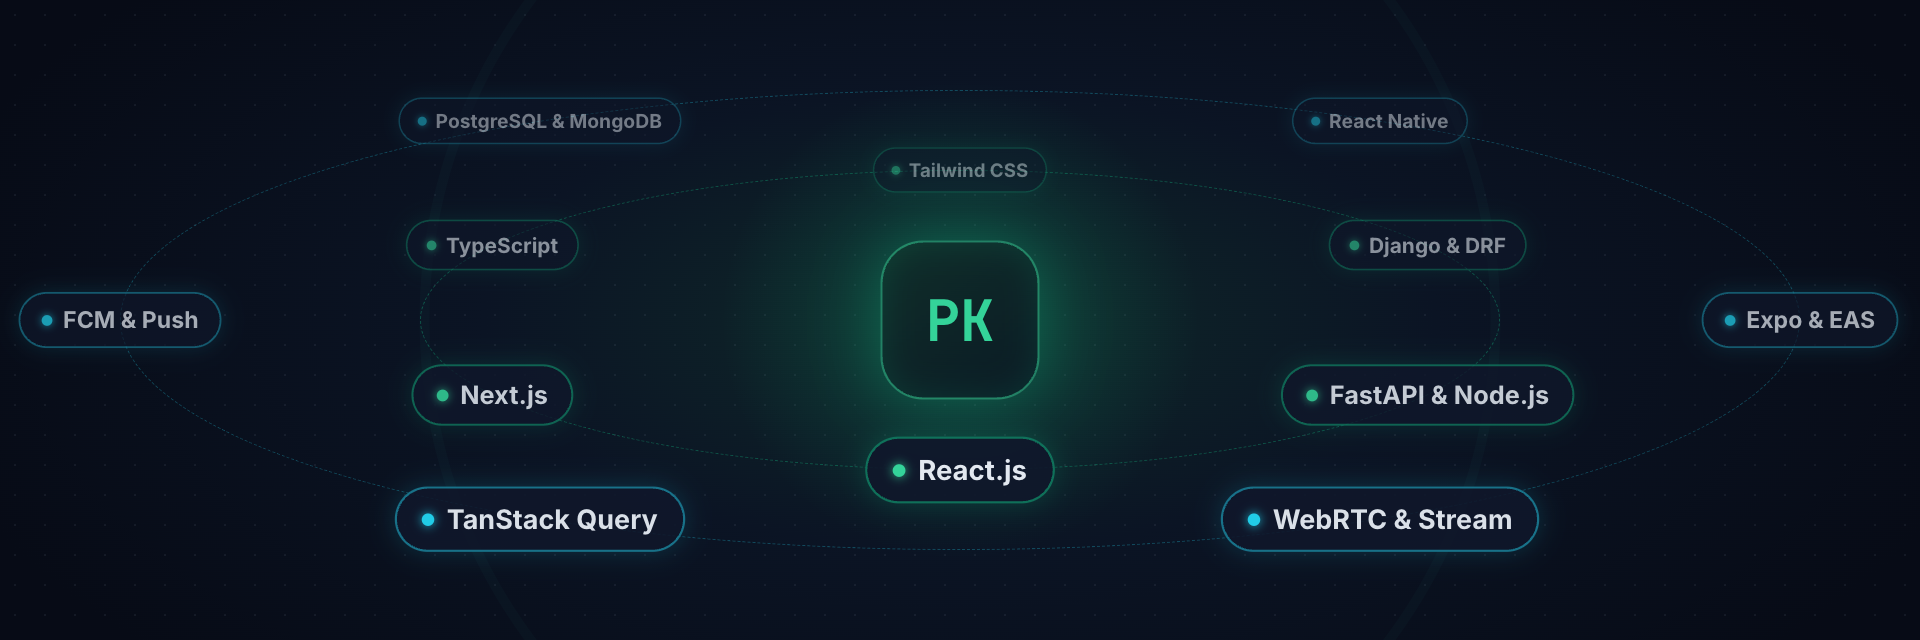 PostgreSQL & MongoDB
React Native
Tailwind CSS
TypeScript
Django & DRF
FCM & Push
PK
Expo & EAS
Next.js
FastAPI & Node.js
React.js
TanStack Query
WebRTC & Stream